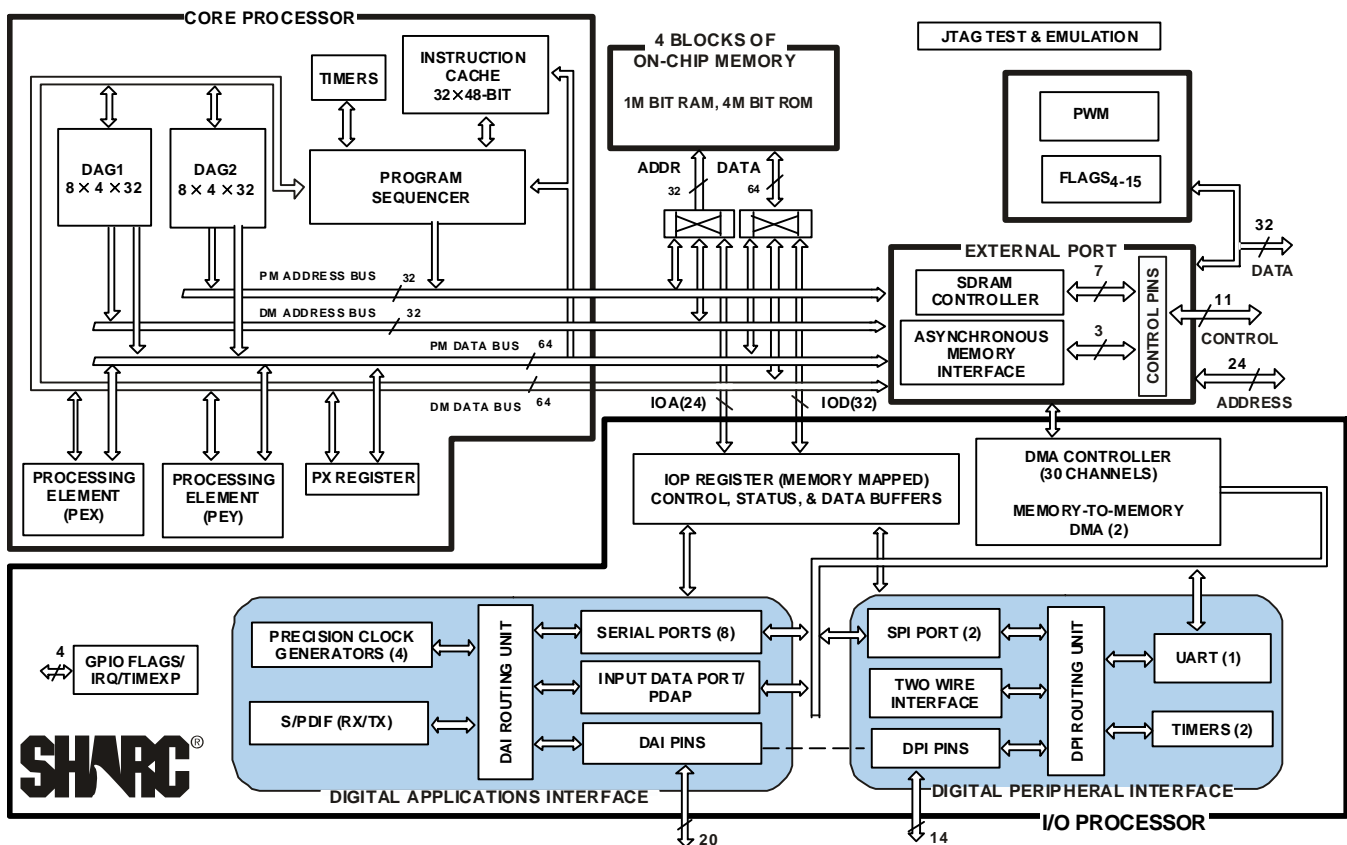 CORE PROCESSOR
TIMERS
INSTRUCTION
CACHE
32×48-BIT
DAG1
8×4×32
DAG2
8×4×32
PROGRAM
SEQUENCER
PM ADDRESS BUS
32
DM ADDRESS BUS
32
PM DATA BUS
64
DM DATA BUS
64
PROCESSING
ELEMENT
(PEX)
PROCESSING
ELEMENT
(PEY)
PX REGISTER
4 BLOCKS OF
ON-CHIP MEMORY
1M BIT RAM, 4M BIT ROM
ADDR
32
DATA
64
IOA(24)
IOD(32)
JTAG TEST & EMULATION
PWM
FLAGS4-15
32
DATA
EXTERNAL PORT
SDRAM
CONTROLLER
7
ASYNCHRONOUS
MEMORY
INTERFACE
3
CONTROL PINS
11
CONTROL
24
ADDRESS
IOP REGISTER (MEMORY MAPPED)
CONTROL, STATUS, & DATA BUFFERS
DMA CONTROLLER
(30 CHANNELS)
MEMORY-TO-MEMORY
DMA (2)
4
GPIO FLAGS/
IRQ/TIMEXP
SHARC®
PRECISION CLOCK
GENERATORS (4)
S/PDIF (RX/TX)
DAI ROUTING UNIT
SERIAL PORTS (8)
INPUT DATA PORT/
PDAP
DAI PINS
DIGITAL APPLICATIONS INTERFACE
20
SPI PORT (2)
TWO WIRE
INTERFACE
DPI PINS
DPI ROUTING UNIT
UART (1)
TIMERS (2)
DIGITAL PERIPHERAL INTERFACE
14
I/O PROCESSOR